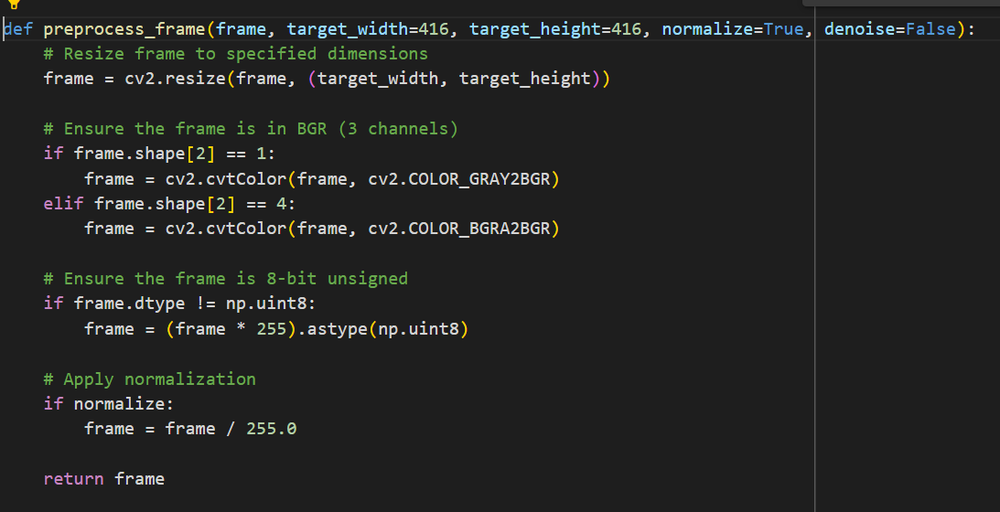 def preprocess_frame(frame, target_width=416, target_height=416, normalize=True, denoise=False):
    # Resize frame to specified dimensions
    frame = cv2.resize(frame, (target_width, target_height))

    # Ensure the frame is in BGR (3 channels)
    if frame.shape[2] == 1:
        frame = cv2.cvtColor(frame, cv2.COLOR_GRAY2BGR)
    elif frame.shape[2] == 4:
        frame = cv2.cvtColor(frame, cv2.COLOR_BGRA2BGR)

    # Ensure the frame is 8-bit unsigned
    if frame.dtype != np.uint8:
        frame = (frame * 255).astype(np.uint8)

    # Apply normalization
    if normalize:
        frame = frame / 255.0

    return frame